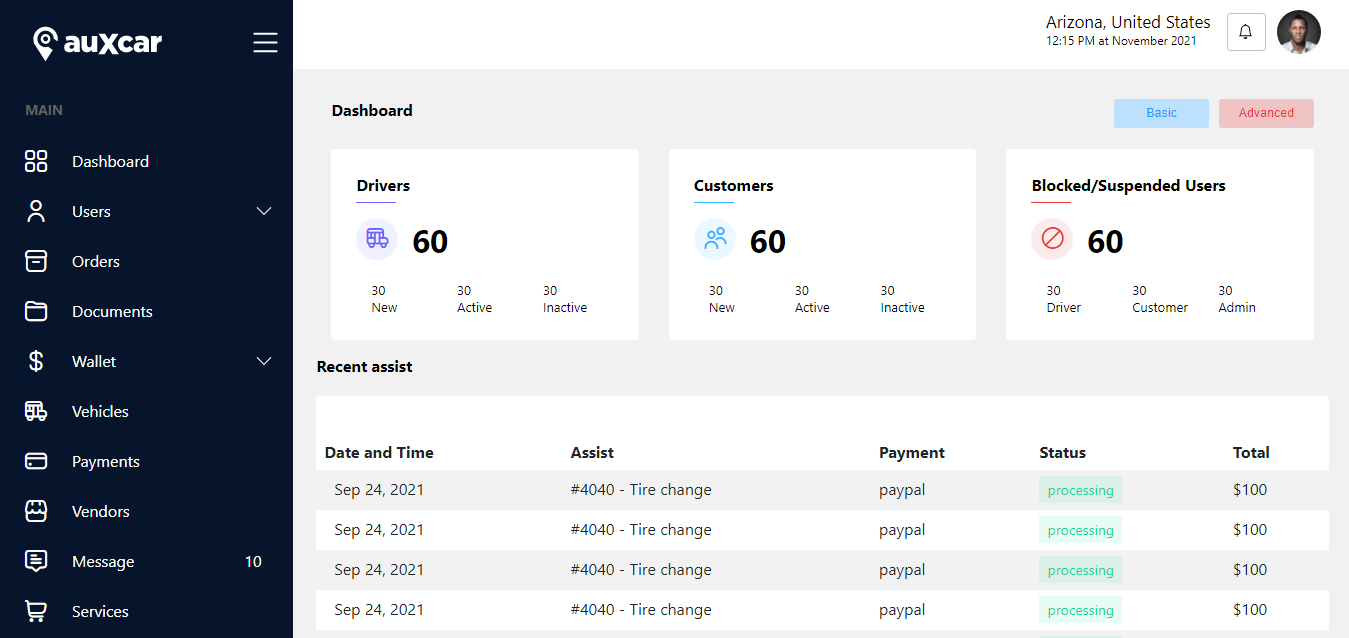 auXcar
Arizona, United States
12:15 PM at November 2021
MAIN
Dashboard
Users
Orders
Documents
Wallet
Vehicles
Payments
Vendors
Message 10
Services
Dashboard
Basic Advanced
Drivers
60
30 30 30
New Active Inactive
Customers
60
30 30 30
New Active Inactive
Blocked/Suspended Users
60
30 30 30
Driver Customer Admin
Recent assist
Date and Time Assist Payment Status Total
Sep 24, 2021 #4040 - Tire change paypal processing $100
Sep 24, 2021 #4040 - Tire change paypal processing $100
Sep 24, 2021 #4040 - Tire change paypal processing $100
Sep 24, 2021 #4040 - Tire change paypal processing $100